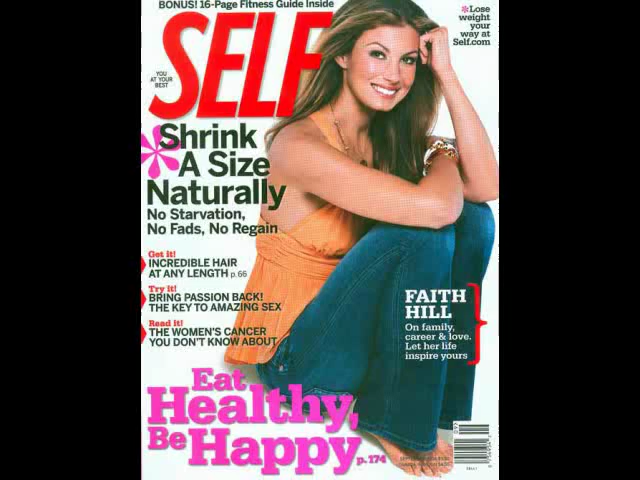 BONUS! 16-Page Fitness Guide Inside
SELF
YOU
AT YOUR
BEST
*Lose
weight
your
way at
Self.com
*Shrink
A Size
Naturally
No Starvation,
No Fads, No Regain
Get it!
INCREDIBLE HAIR
AT ANY LENGTH p.66
Try it!
BRING PASSION BACK!
THE KEY TO AMAZING SEX
Read it!
THE WOMEN'S CANCER
YOU DON'T KNOW ABOUT
FAITH
HILL
On family,
career & love.
Let her life
inspire yours
Eat
Healthy,
Be Happy
p. 174